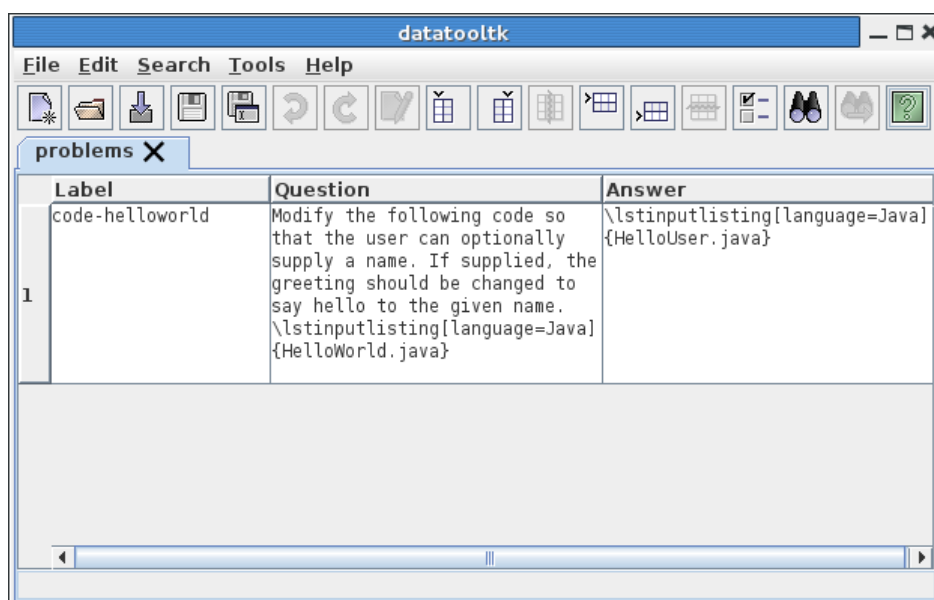 datatooltk
File Edit Search Tools Help
problems
Label Question Answer
1
code-helloworld
Modify the following code so
that the user can optionally
supply a name. If supplied, the
greeting should be changed to
say hello to the given name.
\lstinputlisting[language=Java]
{HelloWorld.java}
\lstinputlisting[language=Java]
{HelloUser.java}